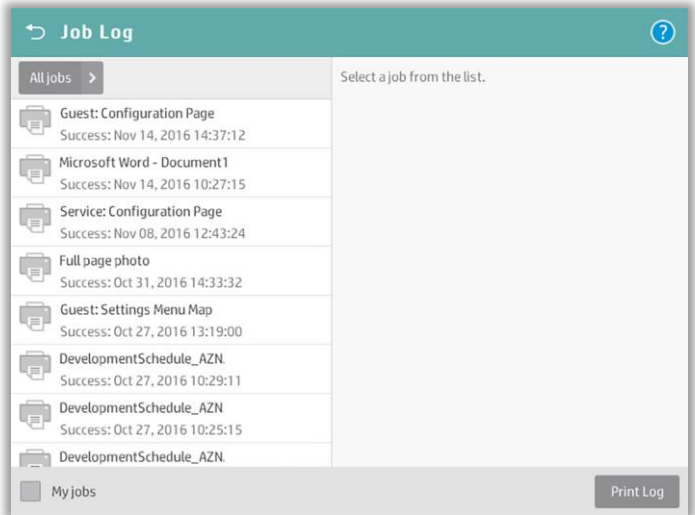 Job Log
?
All jobs >
Select a job from the list.
Guest: Configuration Page
Success: Nov 14, 2016 14:37:12
Microsoft Word - Document1
Success: Nov 14, 2016 10:27:15
Service: Configuration Page
Success: Nov 08, 2016 12:43:24
Full page photo
Success: Oct 31, 2016 14:33:32
Guest: Settings Menu Map
Success: Oct 27, 2016 13:19:00
DevelopmentSchedule_AZN.
Success: Oct 27, 2016 10:29:11
DevelopmentSchedule_AZN
Success: Oct 27, 2016 10:25:15
DevelopmentSchedule_AZN.
My jobs
Print Log